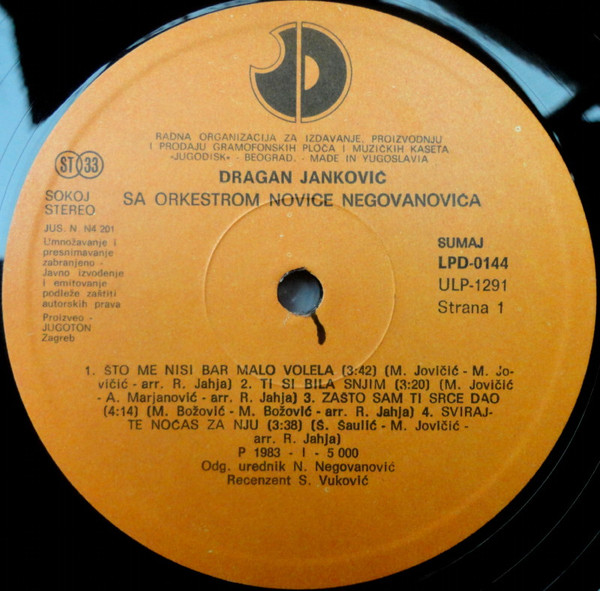 RADNA ORGANIZACIJA ZA IZDAVANJE, PROIZVODNJU
I PRODAJU GRAMOFONSKIH PLOČA I MUZIČKIH KASETA
«JUGODISK» - BEOGRAD. - MADE IN YUGOSLAVIA
DRAGAN JANKOVIĆ
SA ORKESTROM NOVICE NEGOVANOVIĆA
ST 33
SOKOJ
STEREO
JUS. N. N4 201
Umnožavanje i
presnimavanje
zabranjeno -
Javno izvođenje
i emitovanje
podleže zaštiti
autorskih prava
Proizveo -
JUGOTON
Zagreb
SUMAJ
LPD-0144
ULP-1291
Strana 1
1. ŠTO ME NISI BAR MALO VOLELA (3:42) (M. Jovičić - M. Jo-
vičić - arr. R. Jahja) 2. TI SI BILA SNJIM (3:20) (M. Jovičić
- A. Marjanović - arr. R. Jahja) 3. ZAŠTO SAM TI SRCE DAO
(4:14) (M. Božović - M. Božović - arr. R. Jahja) 4. SVIRAJ-
TE NOĆAS ZA NJU (3:38) (Š. Šaulić - M. Jovičić -
arr. R. Jahja)
P 1983 - I - 5 000
Odg. urednik N. Negovanović
Recenzent S. Vuković